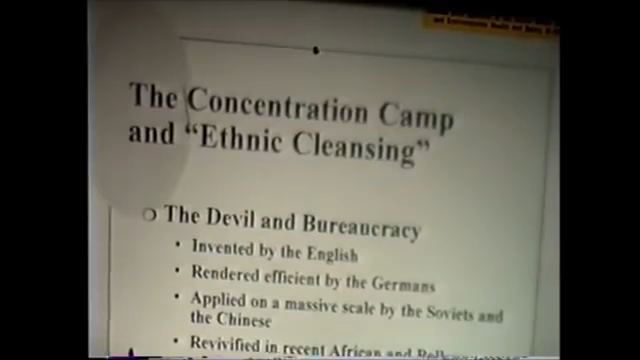 The Concentration Camp
and “Ethnic Cleansing”
❍ The Devil and Bureaucracy
• Invented by the English
• Rendered efficient by the Germans
• Applied on a massive scale by the Soviets and
the Chinese
• Revivified in recent African and